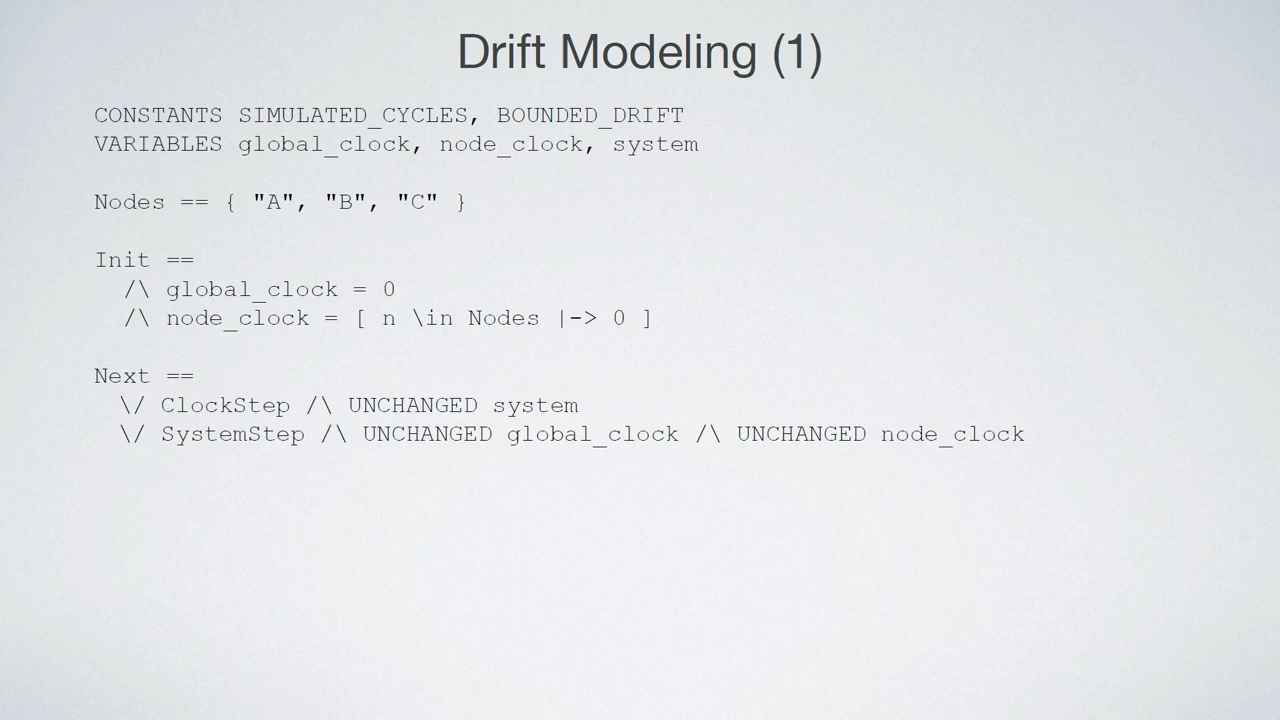 Drift Modeling (1)
CONSTANTS SIMULATED_CYCLES, BOUNDED_DRIFT
VARIABLES global_clock, node_clock, system
Nodes == { "A", "B", "C" }
Init ==
/\ global_clock = 0
/\ node_clock = [ n \in Nodes |-> 0 ]
Next ==
\/ ClockStep /\ UNCHANGED system
\/ SystemStep /\ UNCHANGED global_clock /\ UNCHANGED node_clock